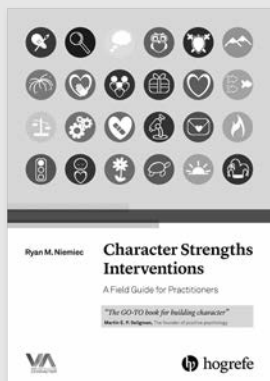 Ryan M. Niemiec
Character Strengths
Interventions
A Field Guide for Practitioners
"The GO-TO book for building character"
Martin E. P. Seligman, The founder of positive psychology
VIA
hogrefe